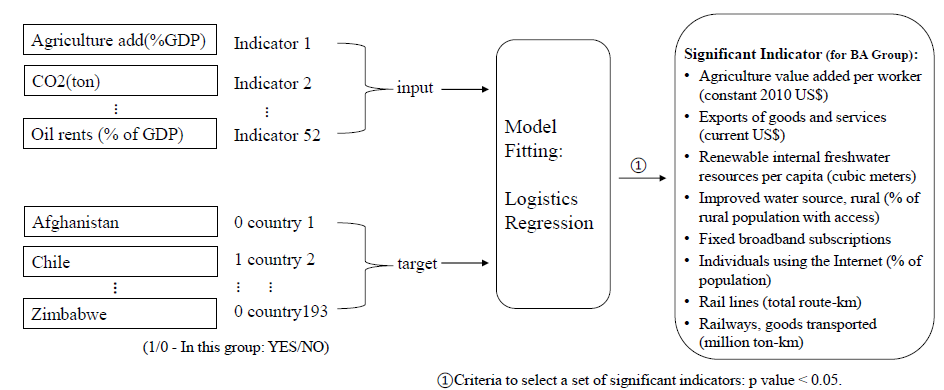 Agriculture add(%GDP) Indicator 1
CO2(ton) Indicator 2
⋮ ⋮
Oil rents (% of GDP) Indicator 52
input
Afghanistan 0 country 1
Chile 1 country 2
⋮ ⋮ ⋮
Zimbabwe 0 country193
target
(1/0 - In this group: YES/NO)
Model
Fitting:
Logistics
Regression
①
Significant Indicator (for BA Group):
• Agriculture value added per worker
(constant 2010 US$)
• Exports of goods and services
(current US$)
• Renewable internal freshwater
resources per capita (cubic meters)
• Improved water source, rural (% of
rural population with access)
• Fixed broadband subscriptions
• Individuals using the Internet (% of
population)
• Rail lines (total route-km)
• Railways, goods transported
(million ton-km)
①Criteria to select a set of significant indicators: p value < 0.05.